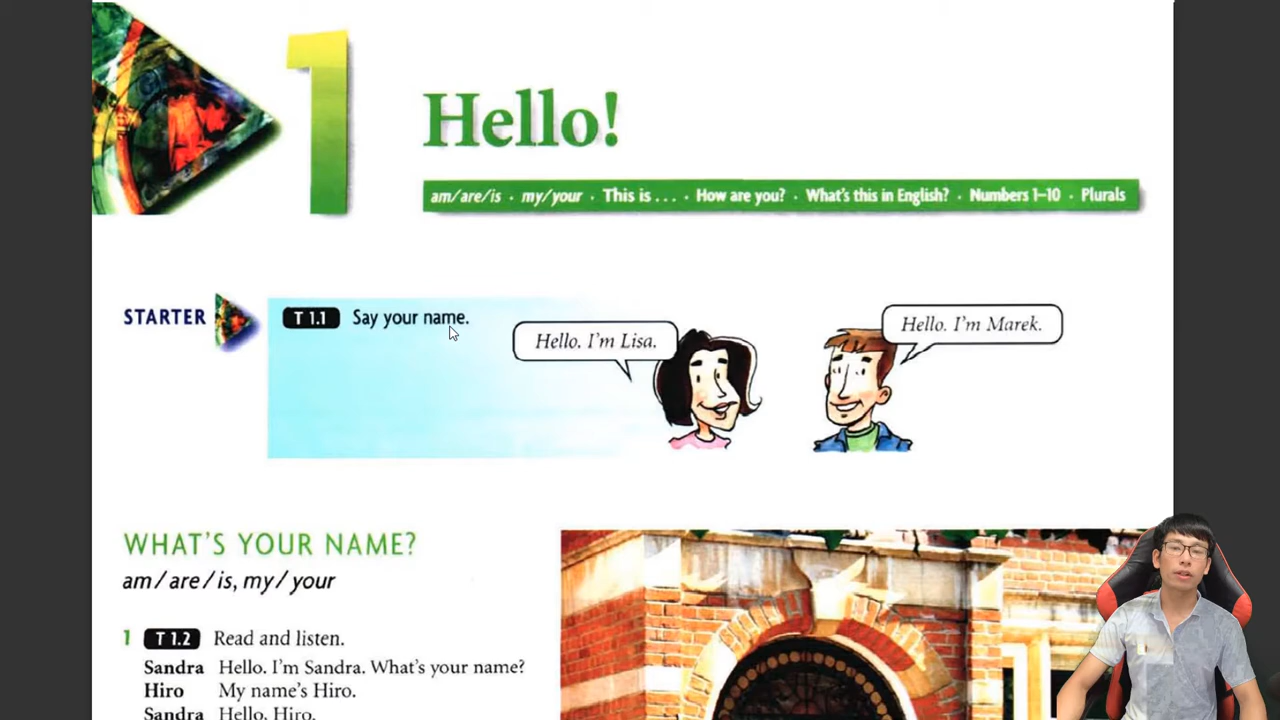 1
Hello!
am/are/is · my/your · This is . . . · How are you? · What's this in English? · Numbers 1–10 · Plurals
STARTER
T 1.1 Say your name.
Hello. I'm Lisa.
Hello. I'm Marek.
WHAT'S YOUR NAME?
am/are/is, my/your
1 T 1.2 Read and listen.
Sandra Hello. I'm Sandra. What's your name?
Hiro My name's Hiro.
Sandra Hello, Hiro.